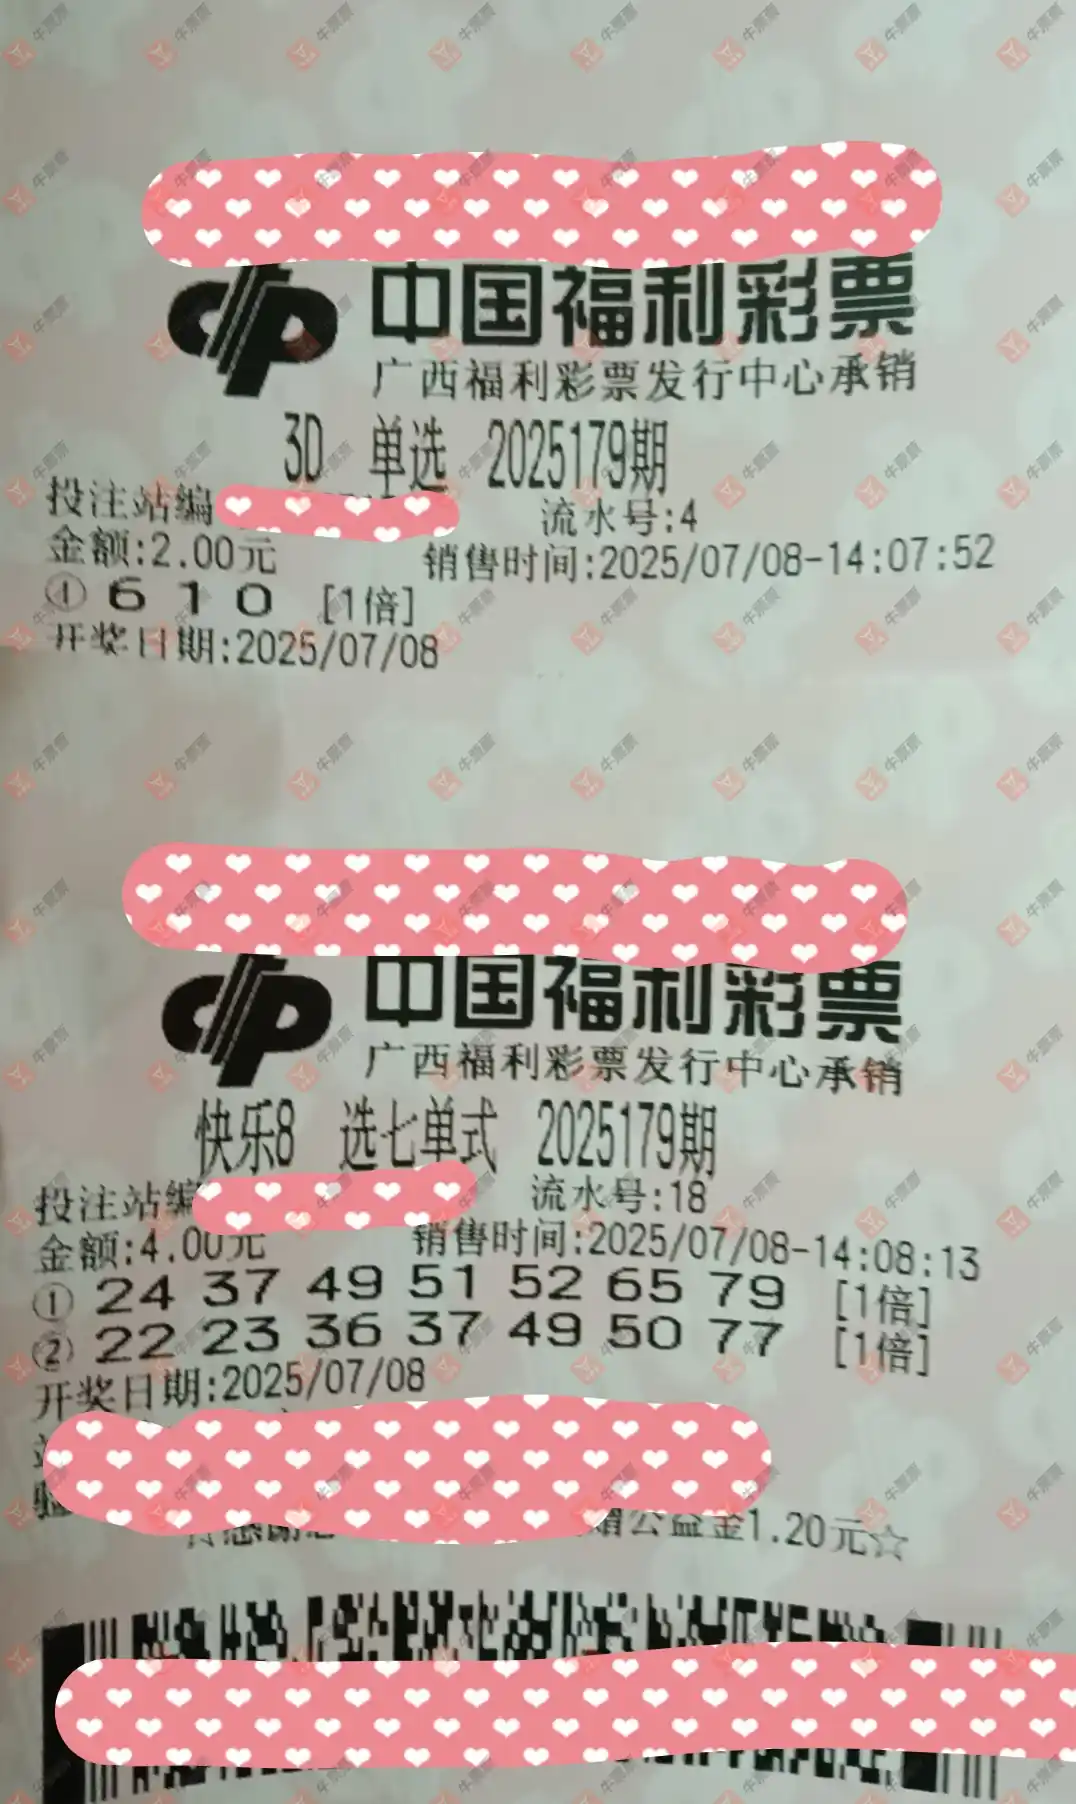 中国福利彩票
广西福利彩票发行中心承销
3D 单选 2025179期
投注站编
流水号:4
金额:2.00元 销售时间:2025/07/08-14:07:52
① 6 1 0 [1倍]
开奖日期:2025/07/08
中国福利彩票
广西福利彩票发行中心承销
快乐8 选七单式 2025179期
投注站编
流水号:18
金额:4.00元 销售时间:2025/07/08-14:08:13
① 24 37 49 51 52 65 79 [1倍]
② 22 23 36 37 49 50 77 [1倍]
开奖日期:2025/07/08
公益金1.20元☆
牛票票